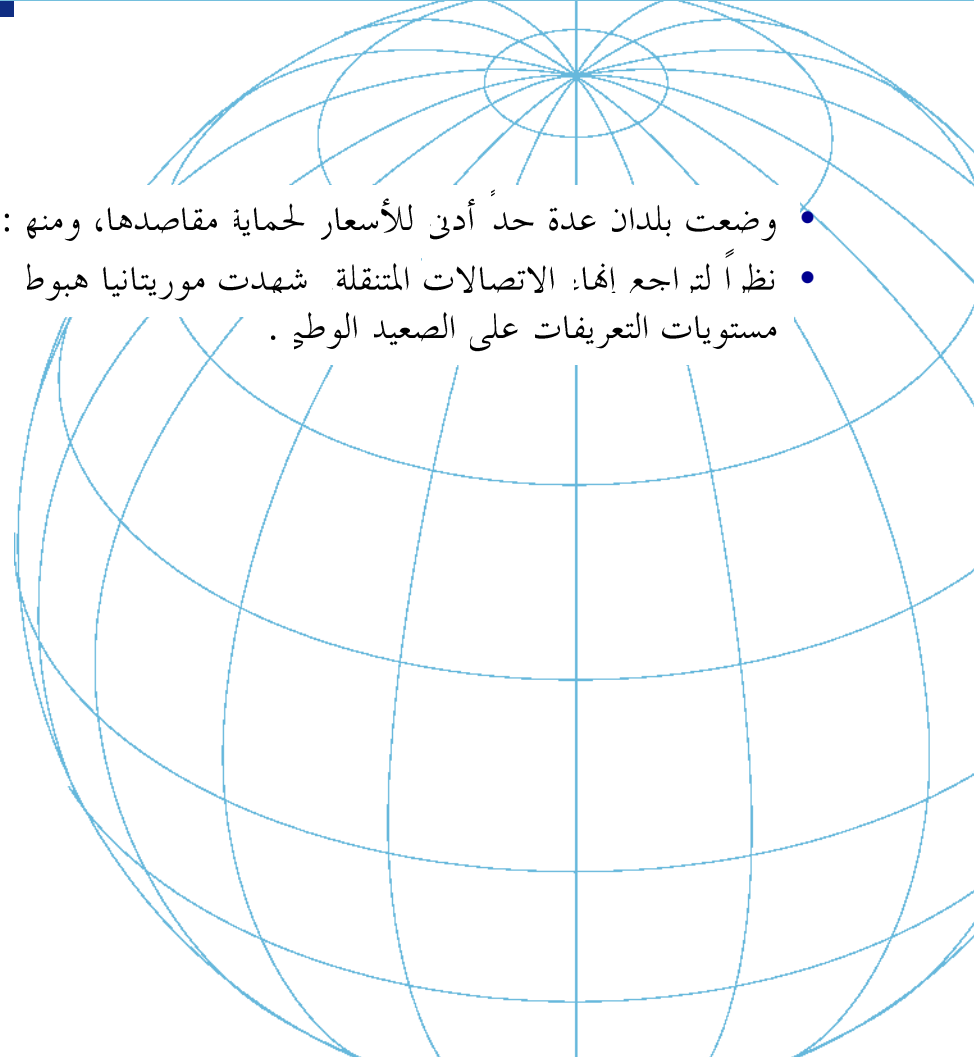 • وضعت بلدان عدة حداً أدنى للأسعار لحماية مقاصدها، ومنها:
• نظراً لتراجع إنهاء الاتصالات المتنقلة شهدت موريتانيا هبوط
مستويات التعريفات على الصعيد الوطني.